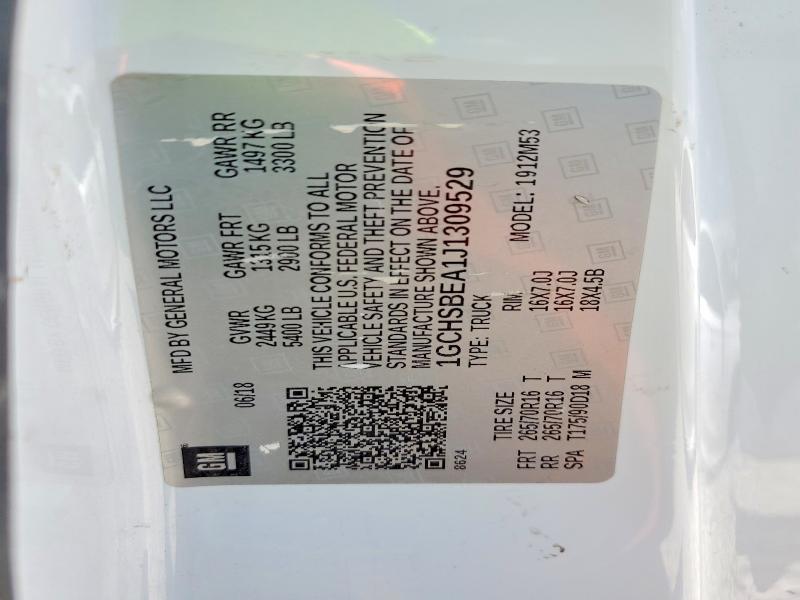 GM
MFD BY GENERAL MOTORS LLC
06/18 GVWR GAWR FRT GAWR RR
2449 KG 1315 KG 1497 KG
5400 LB 2900 LB 3300 LB
THIS VEHICLE CONFORMS TO ALL
APPLICABLE U.S. FEDERAL MOTOR
VEHICLE SAFETY AND THEFT PREVENTION
STANDARDS IN EFFECT ON THE DATE OF
MANUFACTURE SHOWN ABOVE.
1GCHSBEA1J1309529
8624 TYPE: TRUCK
MODEL: 1912M53
TIRE SIZE RIM
FRT 265/70R16 T 16X7.0J
RR 265/70R16 T 16X7.0J
SPA T175/90D18 M 18X4.5B